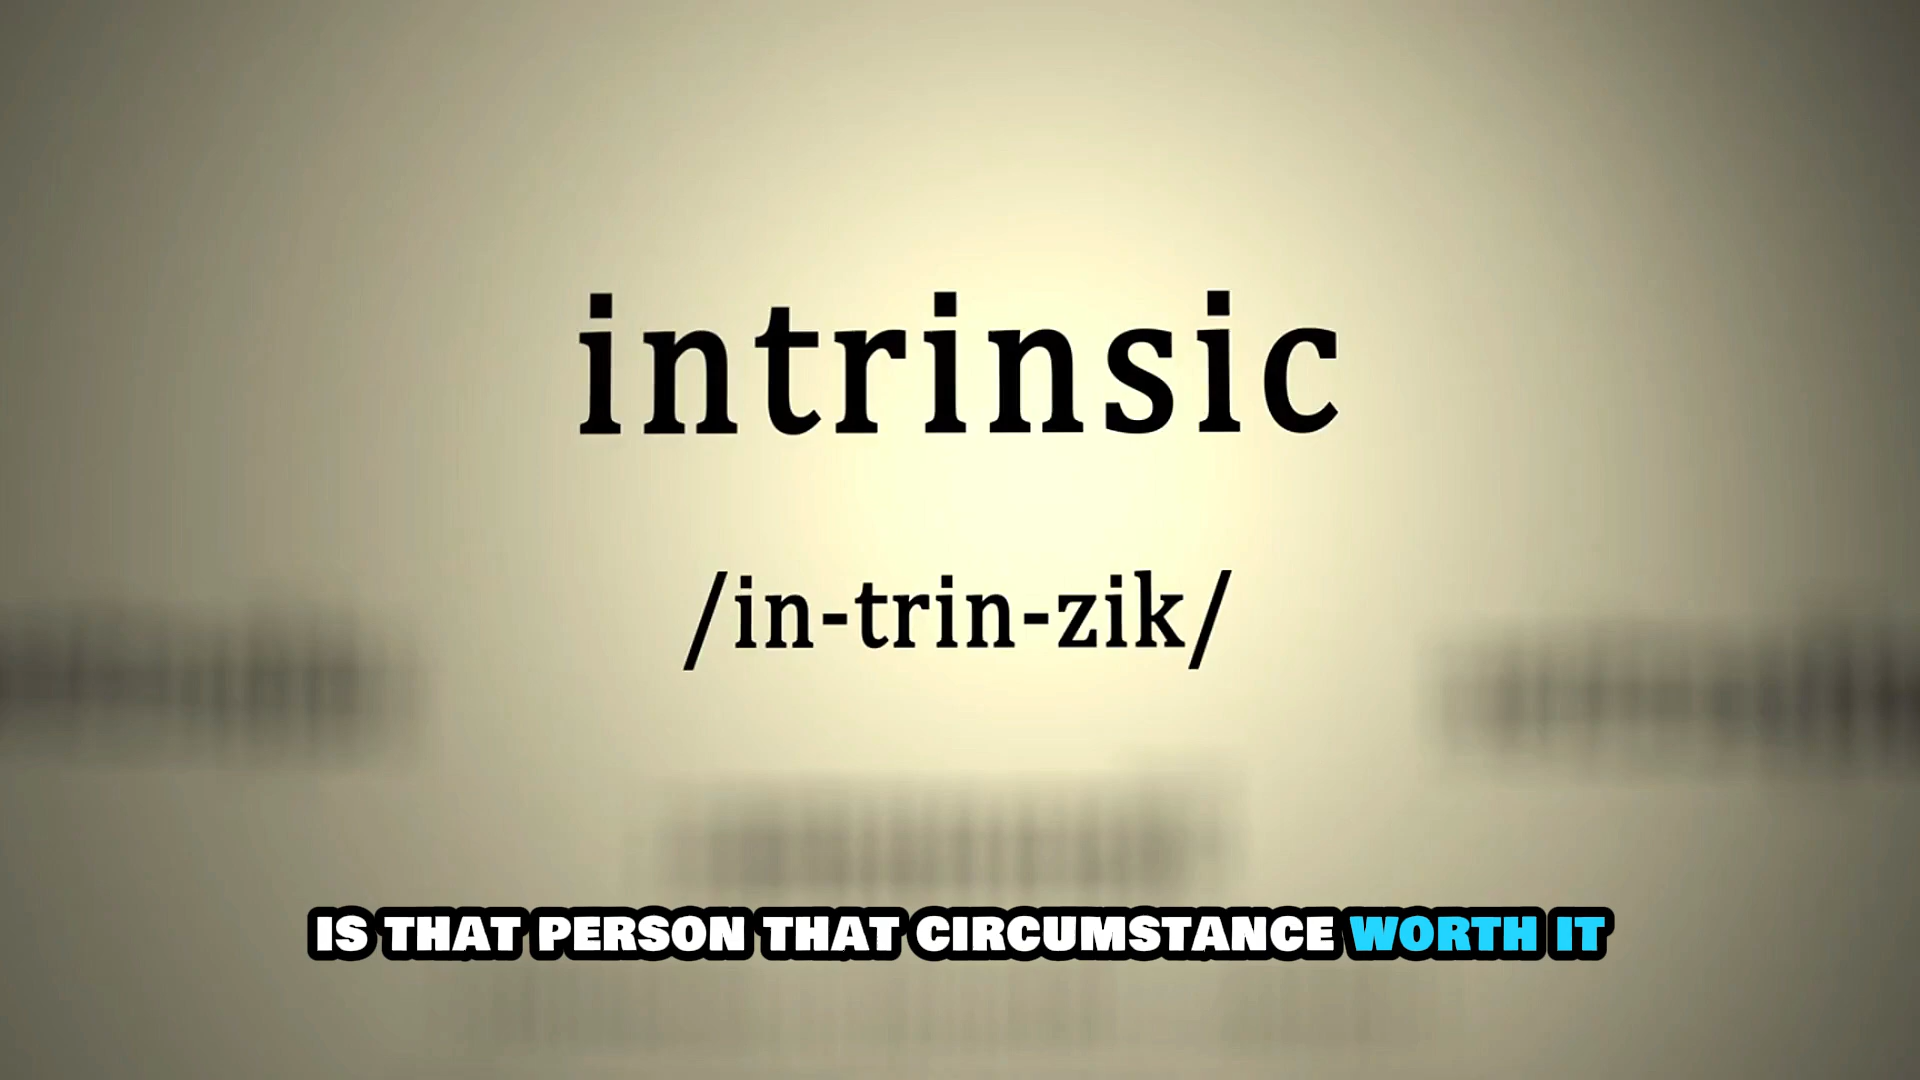 intrinsic
/in-trin-zik/
IS THAT PERSON THAT CIRCUMSTANCE WORTH IT